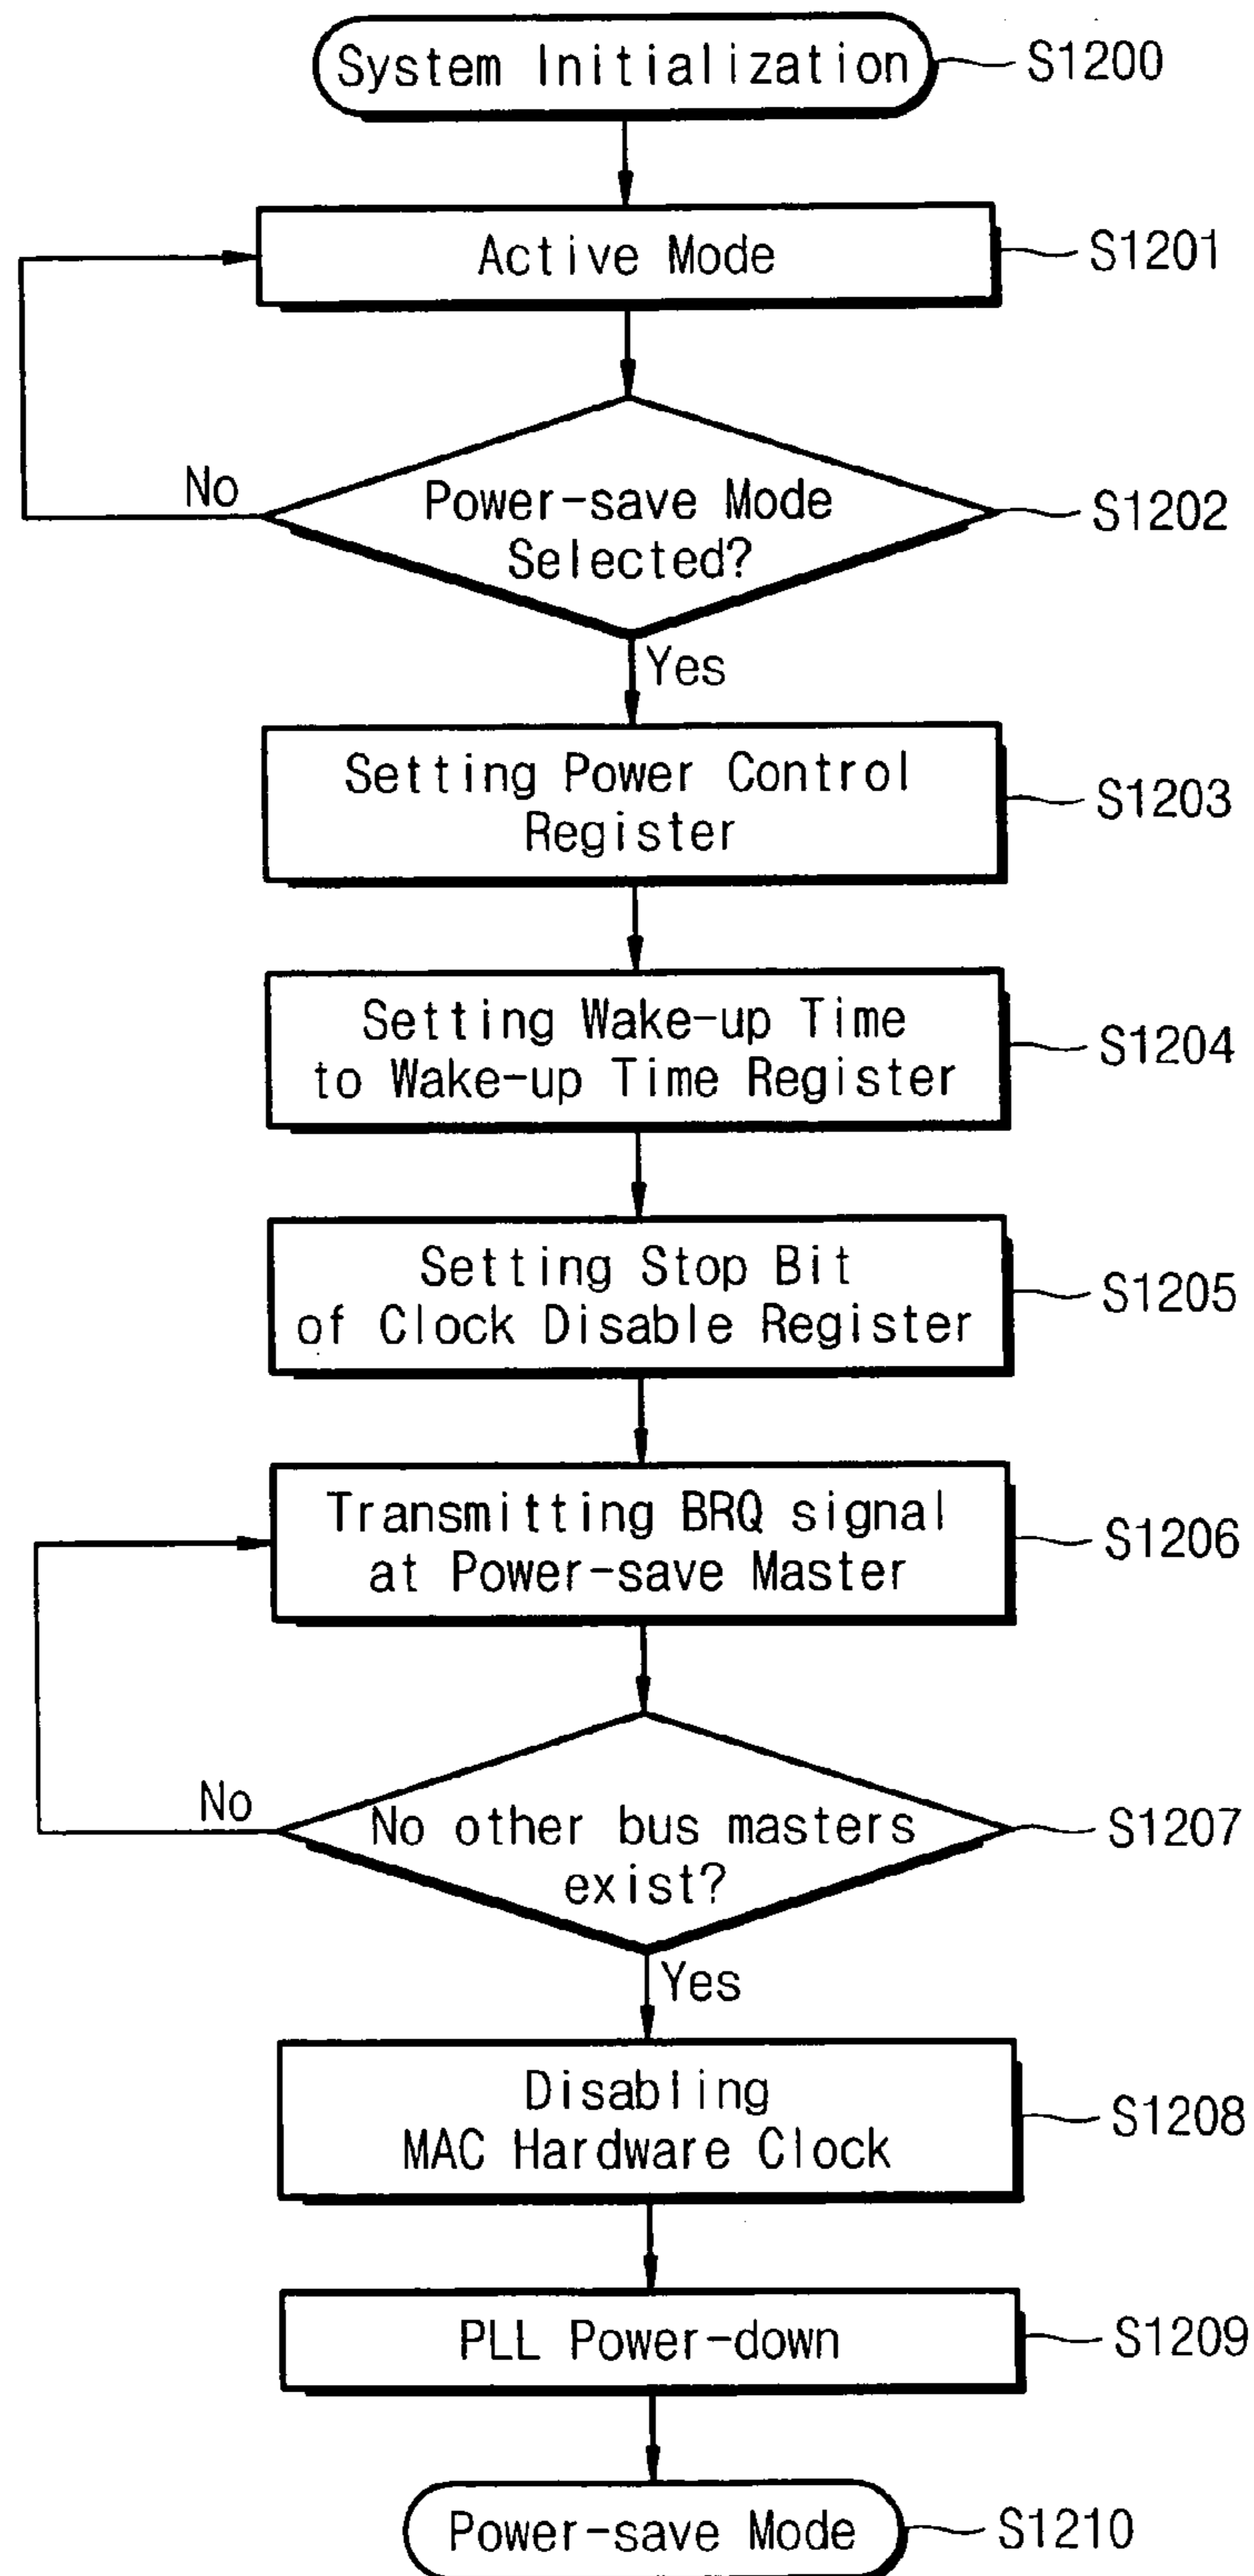 System Initialization
S1200
Active Mode
S1201
No
Power-save Mode
Selected?
S1202
Yes
Setting Power Control
Register
S1203
Setting Wake-up Time
to Wake-up Time Register
S1204
Setting Stop Bit
of Clock Disable Register
S1205
Transmitting BRQ signal
at Power-save Master
S1206
No
No other bus masters
exist?
S1207
Yes
Disabling
MAC Hardware Clock
S1208
PLL Power-down
S1209
Power-save Mode
S1210